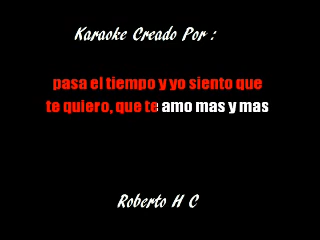 Karaoke Creado Por :
pasa el tiempo y yo siento que
te quiero, que te amo mas y mas
Roberto H C